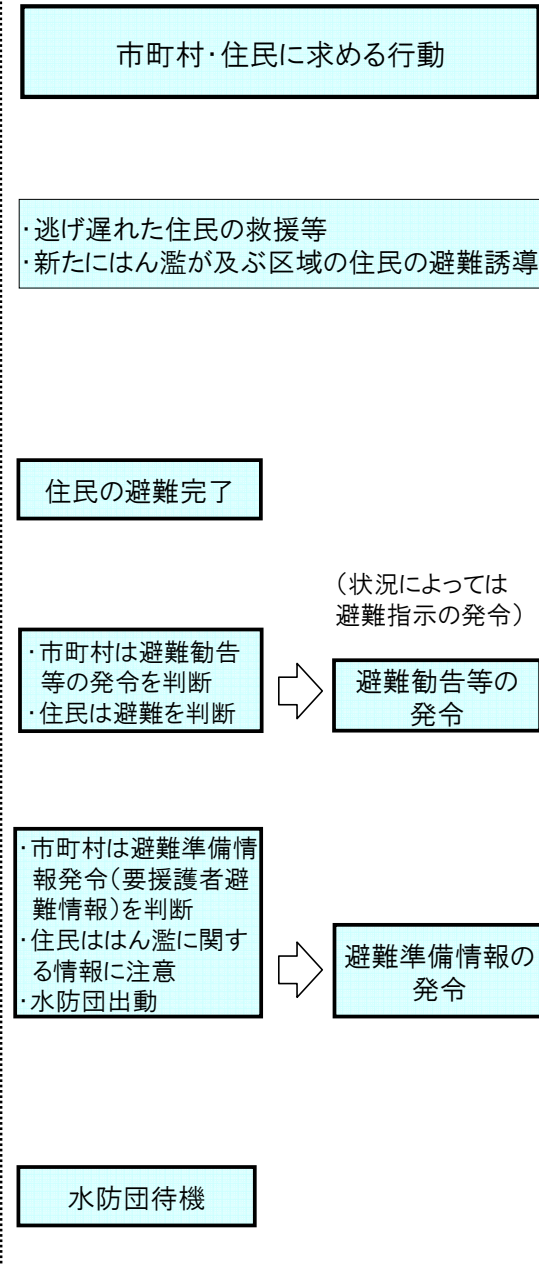 市町村・住民に求める行動
・逃げ遅れた住民の救援等
・新たにはん濫が及ぶ区域の住民の避難誘導
住民の避難完了
（状況によっては
避難指示の発令）
・市町村は避難勧告
等の発令を判断
・住民は避難を判断
避難勧告等の
発令
・市町村は避難準備情
報発令（要援護者避
難情報）を判断
・住民ははん濫に関す
る情報に注意
・水防団出動
避難準備情報の
発令
水防団待機